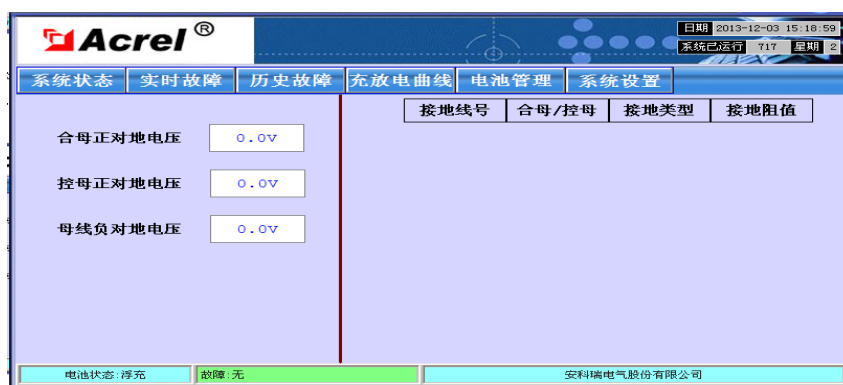 Acrel®
日期 2013-12-03 15:18:59
系统已运行 717 星期 2
系统状态 实时故障 历史故障 充放电曲线 电池管理 系统设置
接地线号 合母/控母 接地类型 接地阻值
合母正对地电压 0.0V
控母正对地电压 0.0V
母线负对地电压 0.0V
电池状态:浮充 故障:无 安科瑞电气股份有限公司